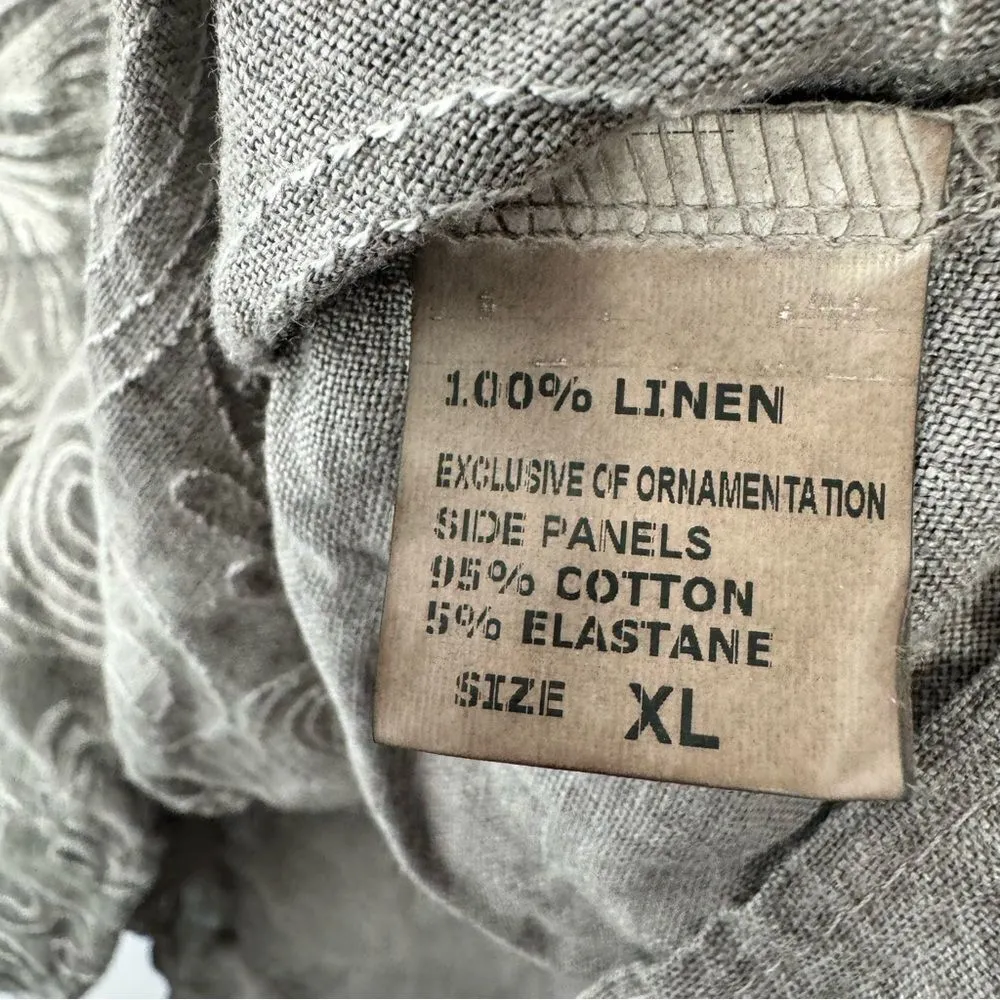 100% LINEN
EXCLUSIVE OF ORNAMENTATION
SIDE PANELS
95% COTTON
5% ELASTANE
SIZE XL